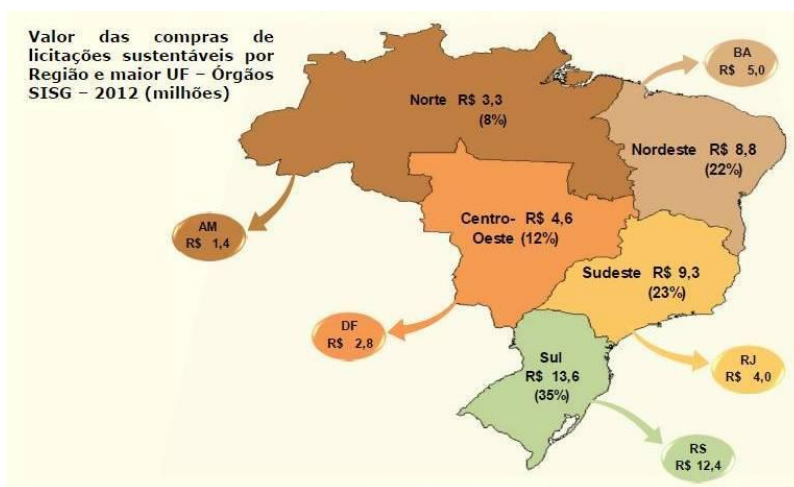 Valor das compras de
licitações sustentáveis por
Região e maior UF – Órgãos
SISG – 2012 (milhões)
BA
R$ 5,0
Norte R$ 3,3
(8%)
Nordeste R$ 8,8
(22%)
AM
R$ 1,4
Centro- R$ 4,6
Oeste (12%)
Sudeste R$ 9,3
(23%)
DF
R$ 2,8
Sul
R$ 13,6
(35%)
RJ
R$ 4,0
RS
R$ 12,4